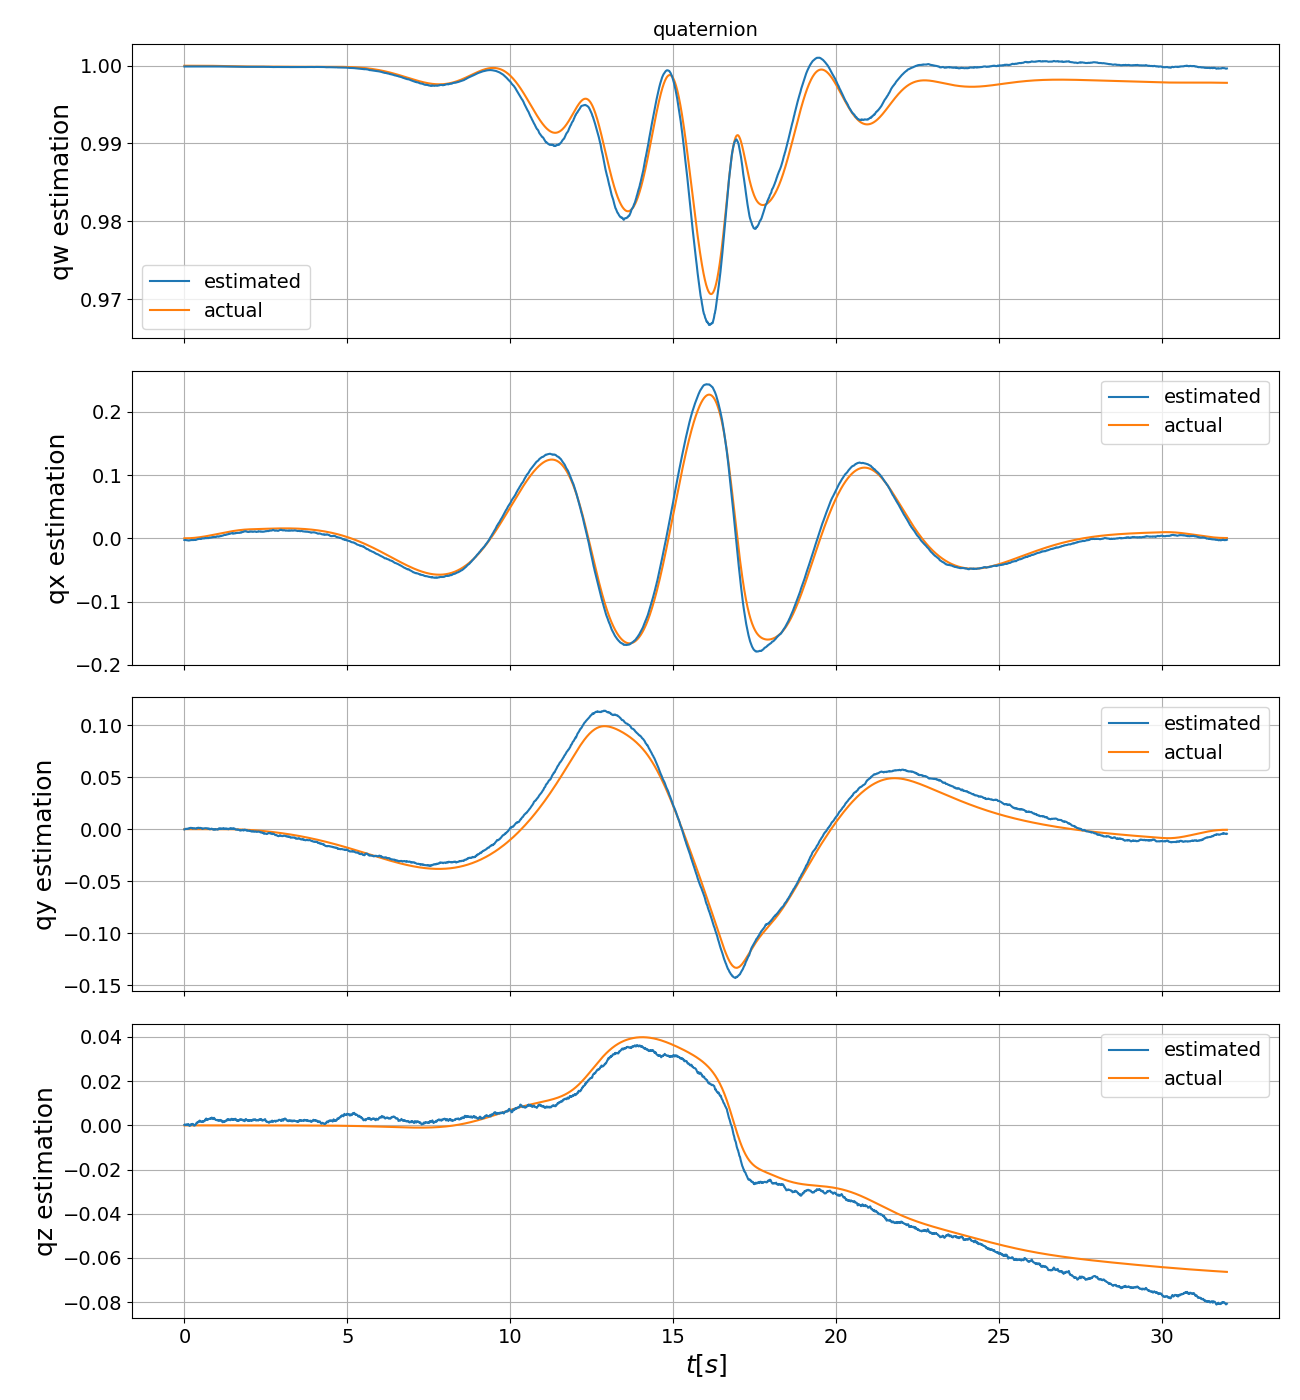 quaternion
qw estimation
1.00
0.99
0.98
0.97
estimated
actual
qx estimation
0.2
0.1
0.0
−0.1
−0.2
estimated
actual
qy estimation
0.10
0.05
0.00
−0.05
−0.10
−0.15
estimated
actual
qz estimation
0.04
0.02
0.00
−0.02
−0.04
−0.06
−0.08
estimated
actual
0 5 10 15 20 25 30
t[s]